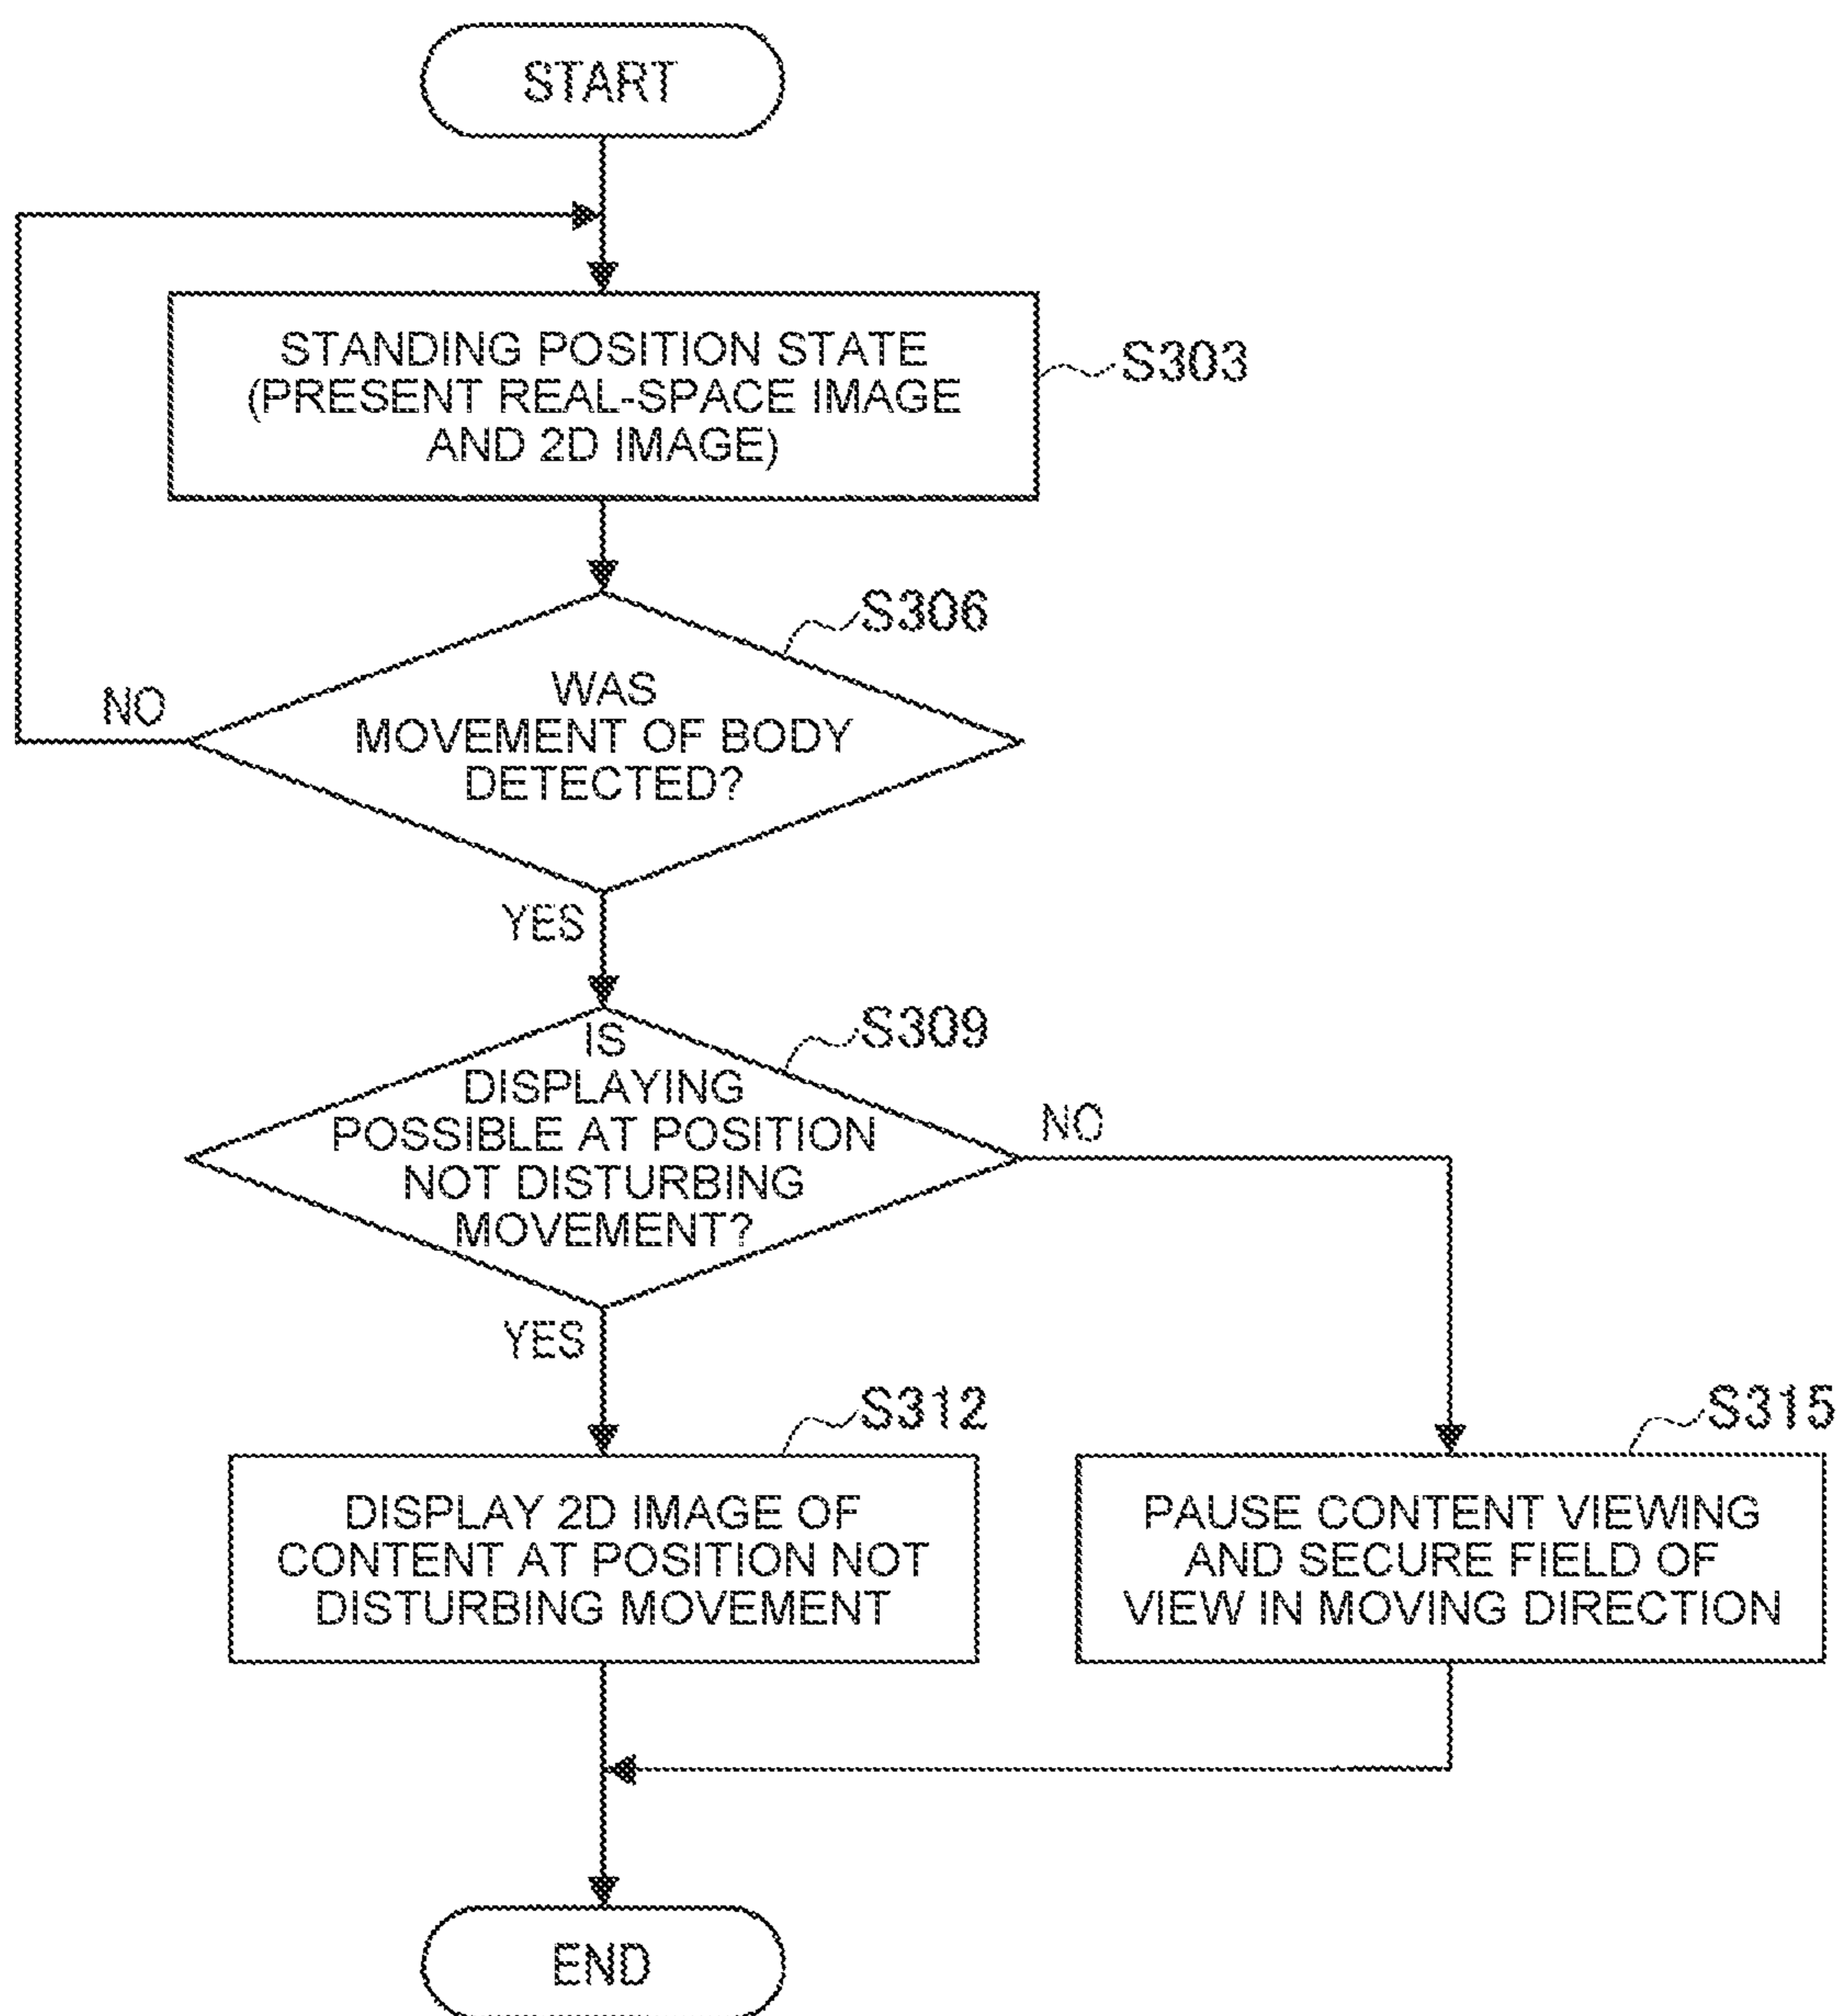 START
STANDING POSITION STATE
(PRESENT REAL-SPACE IMAGE
AND 2D IMAGE)
S303
S306
WAS
MOVEMENT OF BODY
DETECTED?
NO
YES
S309
IS
DISPLAYING
POSSIBLE AT POSITION
NOT DISTURBING
MOVEMENT?
NO
YES
S312
DISPLAY 2D IMAGE OF
CONTENT AT POSITION NOT
DISTURBING MOVEMENT
S315
PAUSE CONTENT VIEWING
AND SECURE FIELD OF
VIEW IN MOVING DIRECTION
END